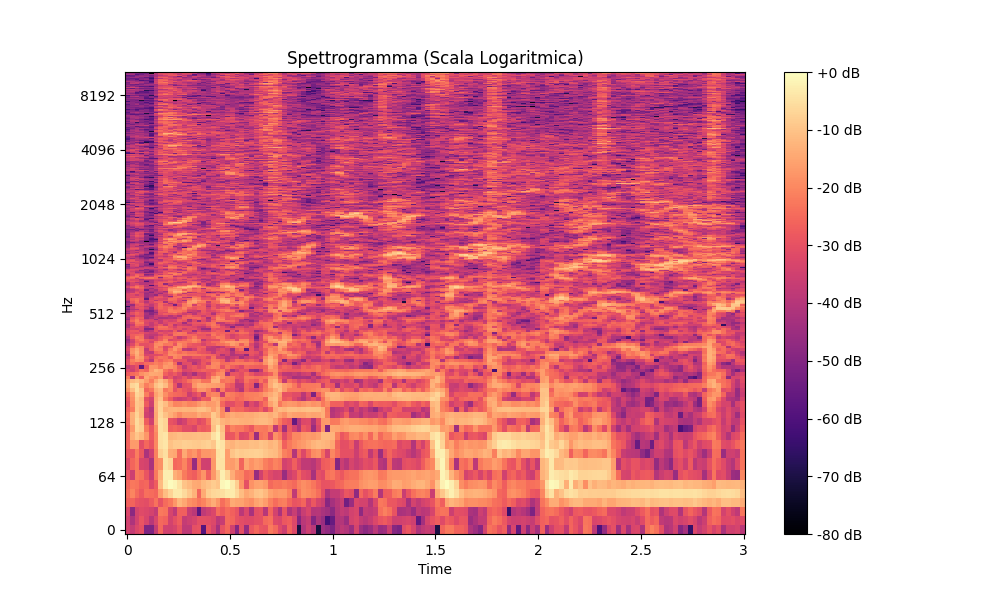 Spettrogramma (Scala Logaritmica)
Hz
8192
4096
2048
1024
512
256
128
64
0
0
0.5
1
1.5
2
2.5
3
Time
+0 dB
-10 dB
-20 dB
-30 dB
-40 dB
-50 dB
-60 dB
-70 dB
-80 dB